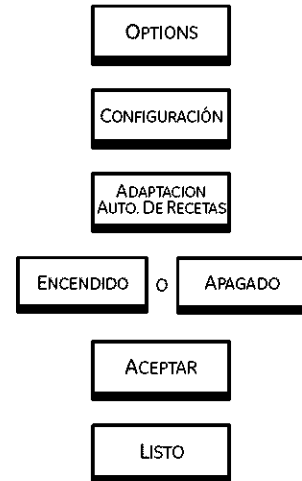 OPTIONS
CONFIGURACIÓN
ADAPTACION
AUTO. DE RECETAS
ENCENDIDO O APAGADO
ACEPTAR
LISTO